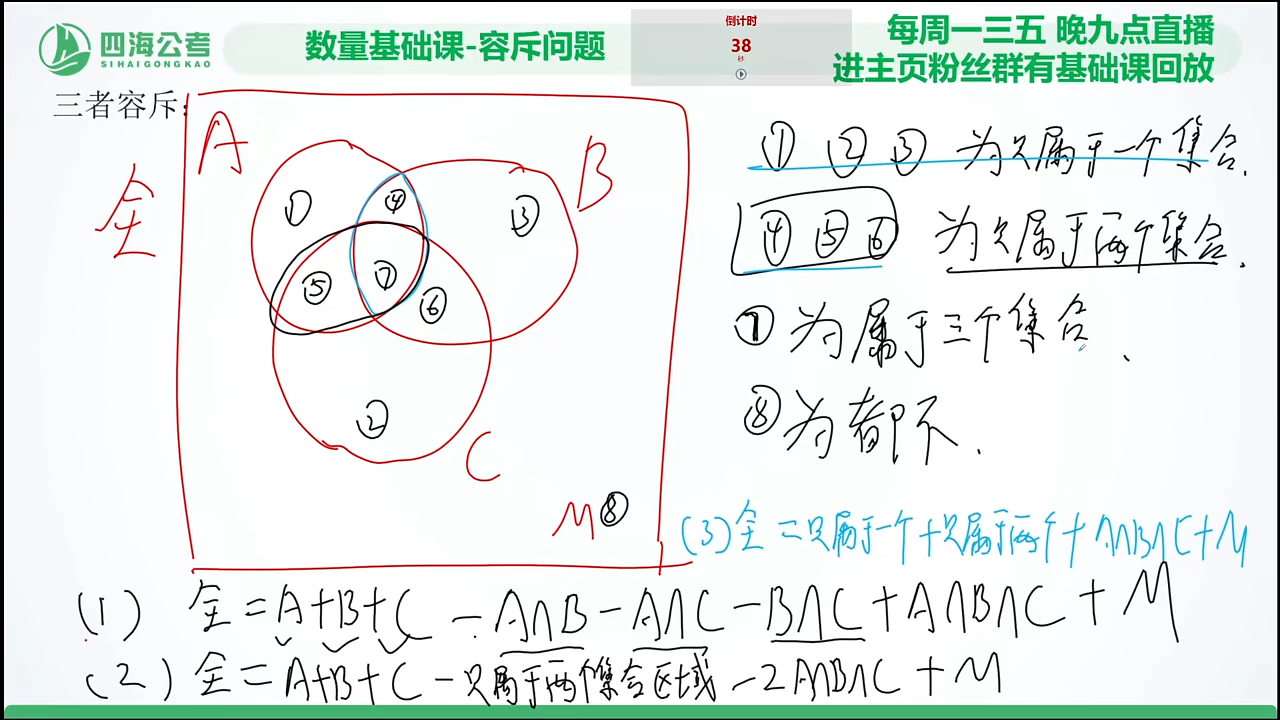 四海公考
SIHAIGONGKAO
数量基础课-容斥问题
倒计时
38
秒
每周一三五 晚九点直播
进主页粉丝群有基础课回放
三者容斥:
全
A
B
C
M⑧
①
④
③
⑤
⑦
⑥
②
① ② ③ 为只属于一个集合.
④ ⑤ ⑥ 为只属于两个集合.
⑦ 为属于三个集合.
⑧ 为都不.
(3) 全=只属于一个+只属于两个+A∩B∩C+M
(1) 全=A+B+C-A∩B-A∩C-B∩C+A∩B∩C+M
(2) 全=A+B+C-只属于两个集合区域-2A∩B∩C+M